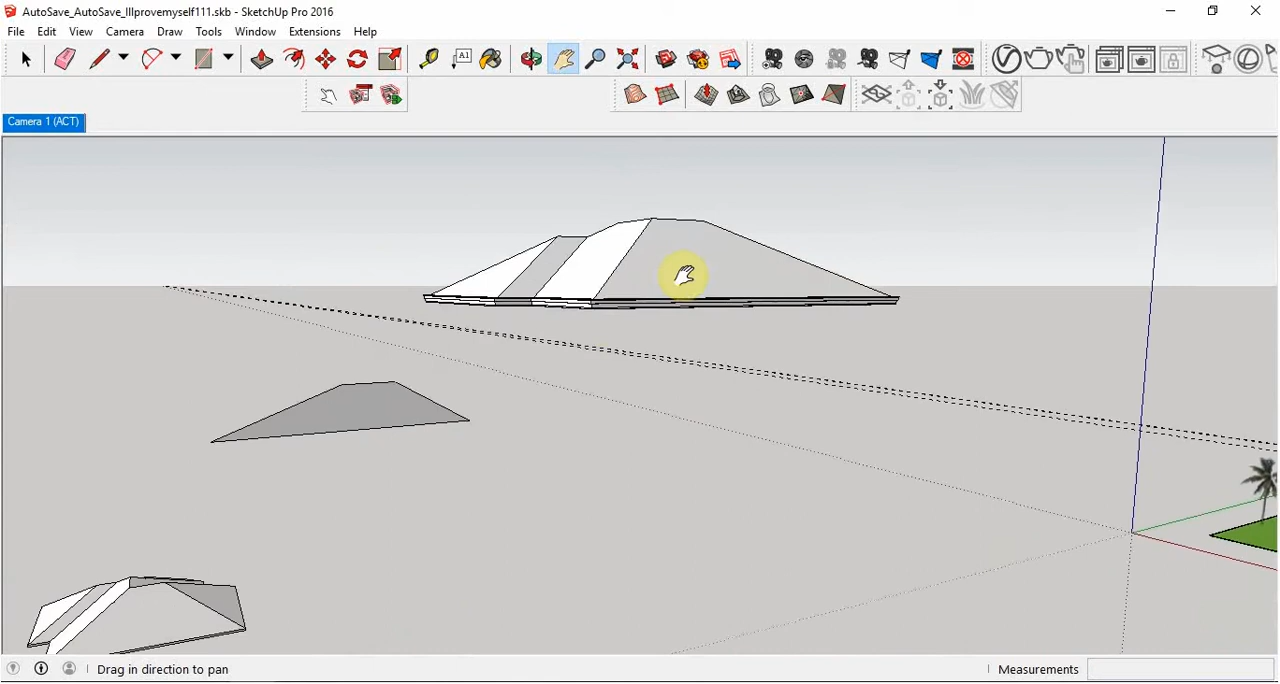 AutoSave_AutoSave_IIIprovemyself111.skb - SketchUp Pro 2016
File Edit View Camera Draw Tools Window Extensions Help
Camera 1 (ACT)
Drag in direction to pan
Measurements